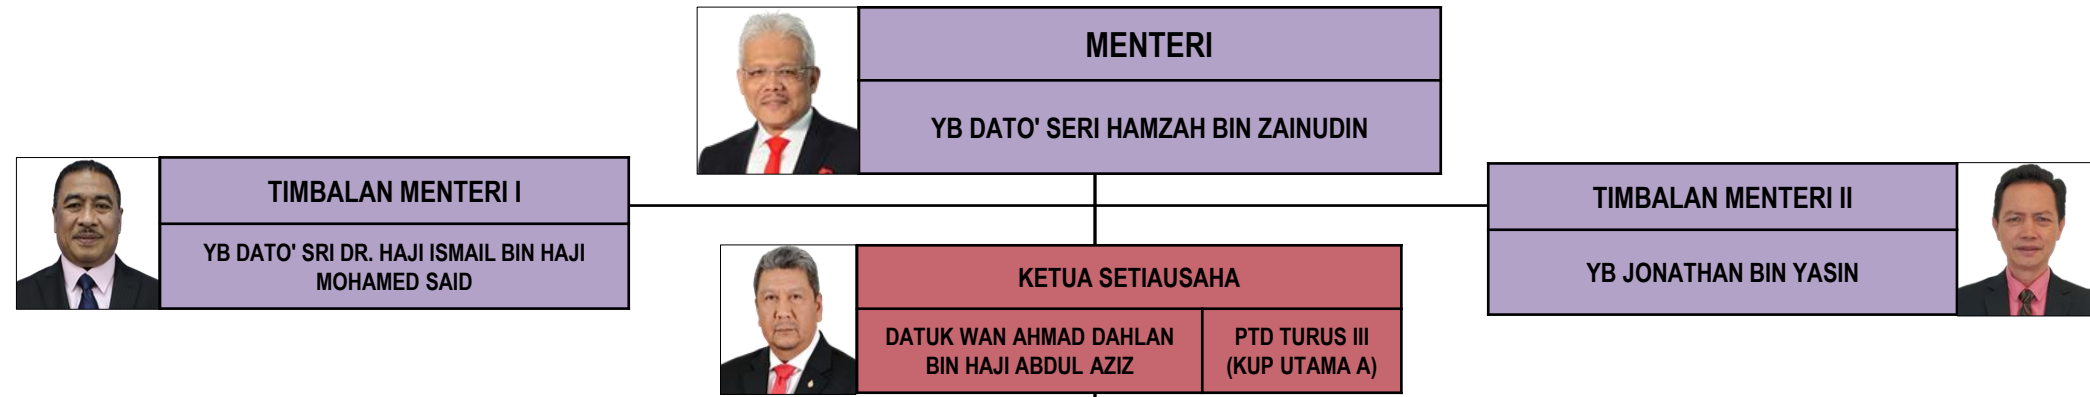 MENTERI
YB DATO' SERI HAMZAH BIN ZAINUDIN
TIMBALAN MENTERI I
YB DATO' SRI DR. HAJI ISMAIL BIN HAJI
MOHAMED SAID
TIMBALAN MENTERI II
YB JONATHAN BIN YASIN
KETUA SETIAUSAHA
DATUK WAN AHMAD DAHLAN
BIN HAJI ABDUL AZIZ
PTD TURUS III
(KUP UTAMA A)